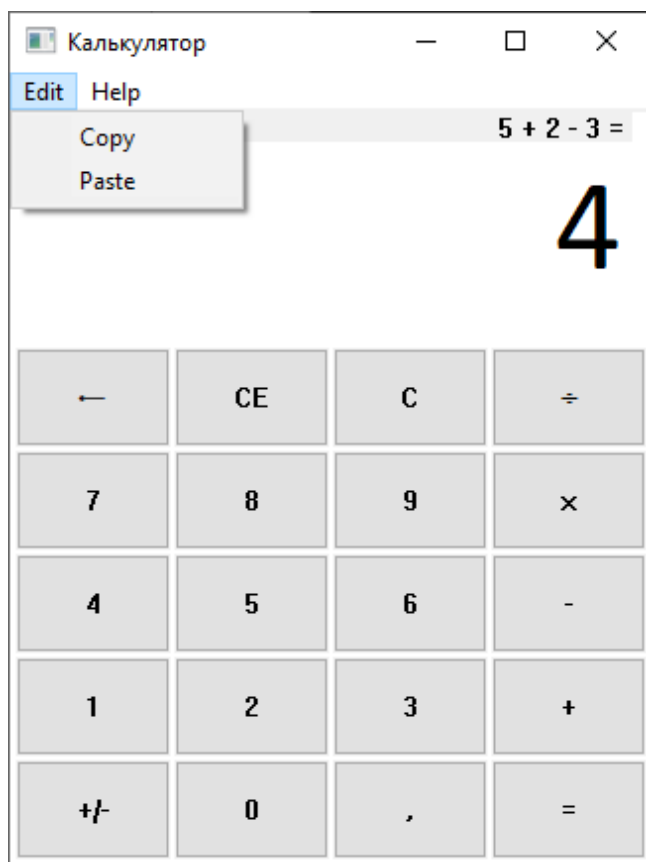 Калькулятор
Edit Help
Copy
Paste
5 + 2 - 3 =
4
← CE C ÷
7 8 9 x
4 5 6 -
1 2 3 +
+/- 0 , =